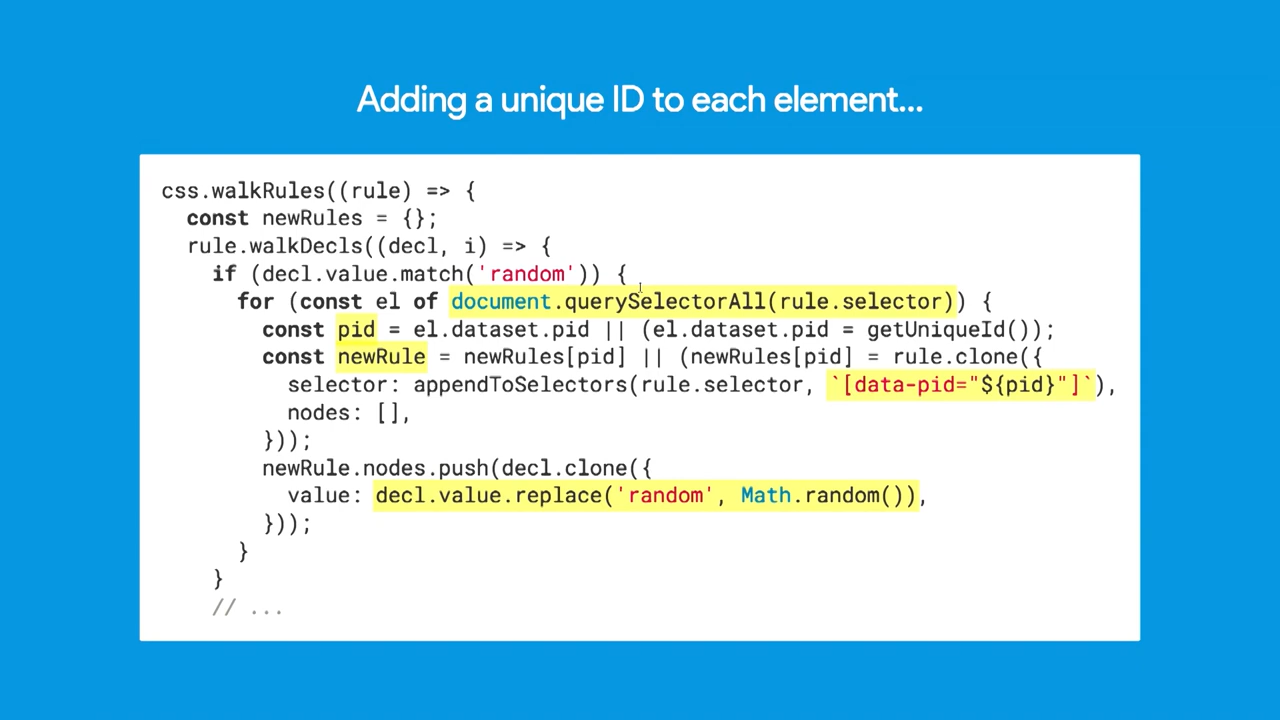 Adding a unique ID to each element...
css.walkRules((rule) => {
  const newRules = {};
  rule.walkDecls((decl, i) => {
    if (decl.value.match('random')) {
      for (const el of document.querySelectorAll(rule.selector)) {
        const pid = el.dataset.pid || (el.dataset.pid = getUniqueId());
        const newRule = newRules[pid] || (newRules[pid] = rule.clone({
          selector: appendToSelectors(rule.selector, `[data-pid="${pid}"]`),
          nodes: [],
        }));
        newRule.nodes.push(decl.clone({
          value: decl.value.replace('random', Math.random()),
        }));
      }
    }
    // ...